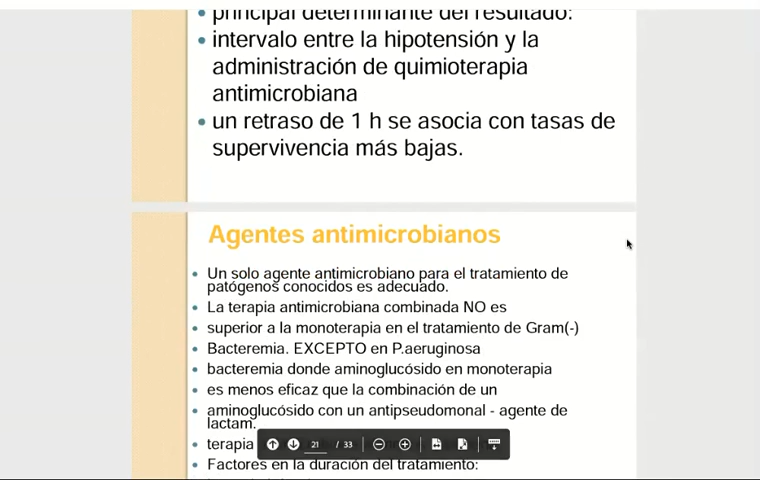 principal determinante del resultado:
intervalo entre la hipotensión y la
administración de quimioterapia
antimicrobiana
un retraso de 1 h se asocia con tasas de
supervivencia más bajas.
Agentes antimicrobianos
Un solo agente antimicrobiano para el tratamiento de
patógenos conocidos es adecuado.
La terapia antimicrobiana combinada NO es
superior a la monoterapia en el tratamiento de Gram(-)
Bacteremia. EXCEPTO en P.aeruginosa
bacteremia donde aminoglucósido en monoterapia
es menos eficaz que la combinación de un
aminoglucósido con un antipseudomonal - agente de
lactam.
terapia
21 / 33
Factores en la duración del tratamiento: